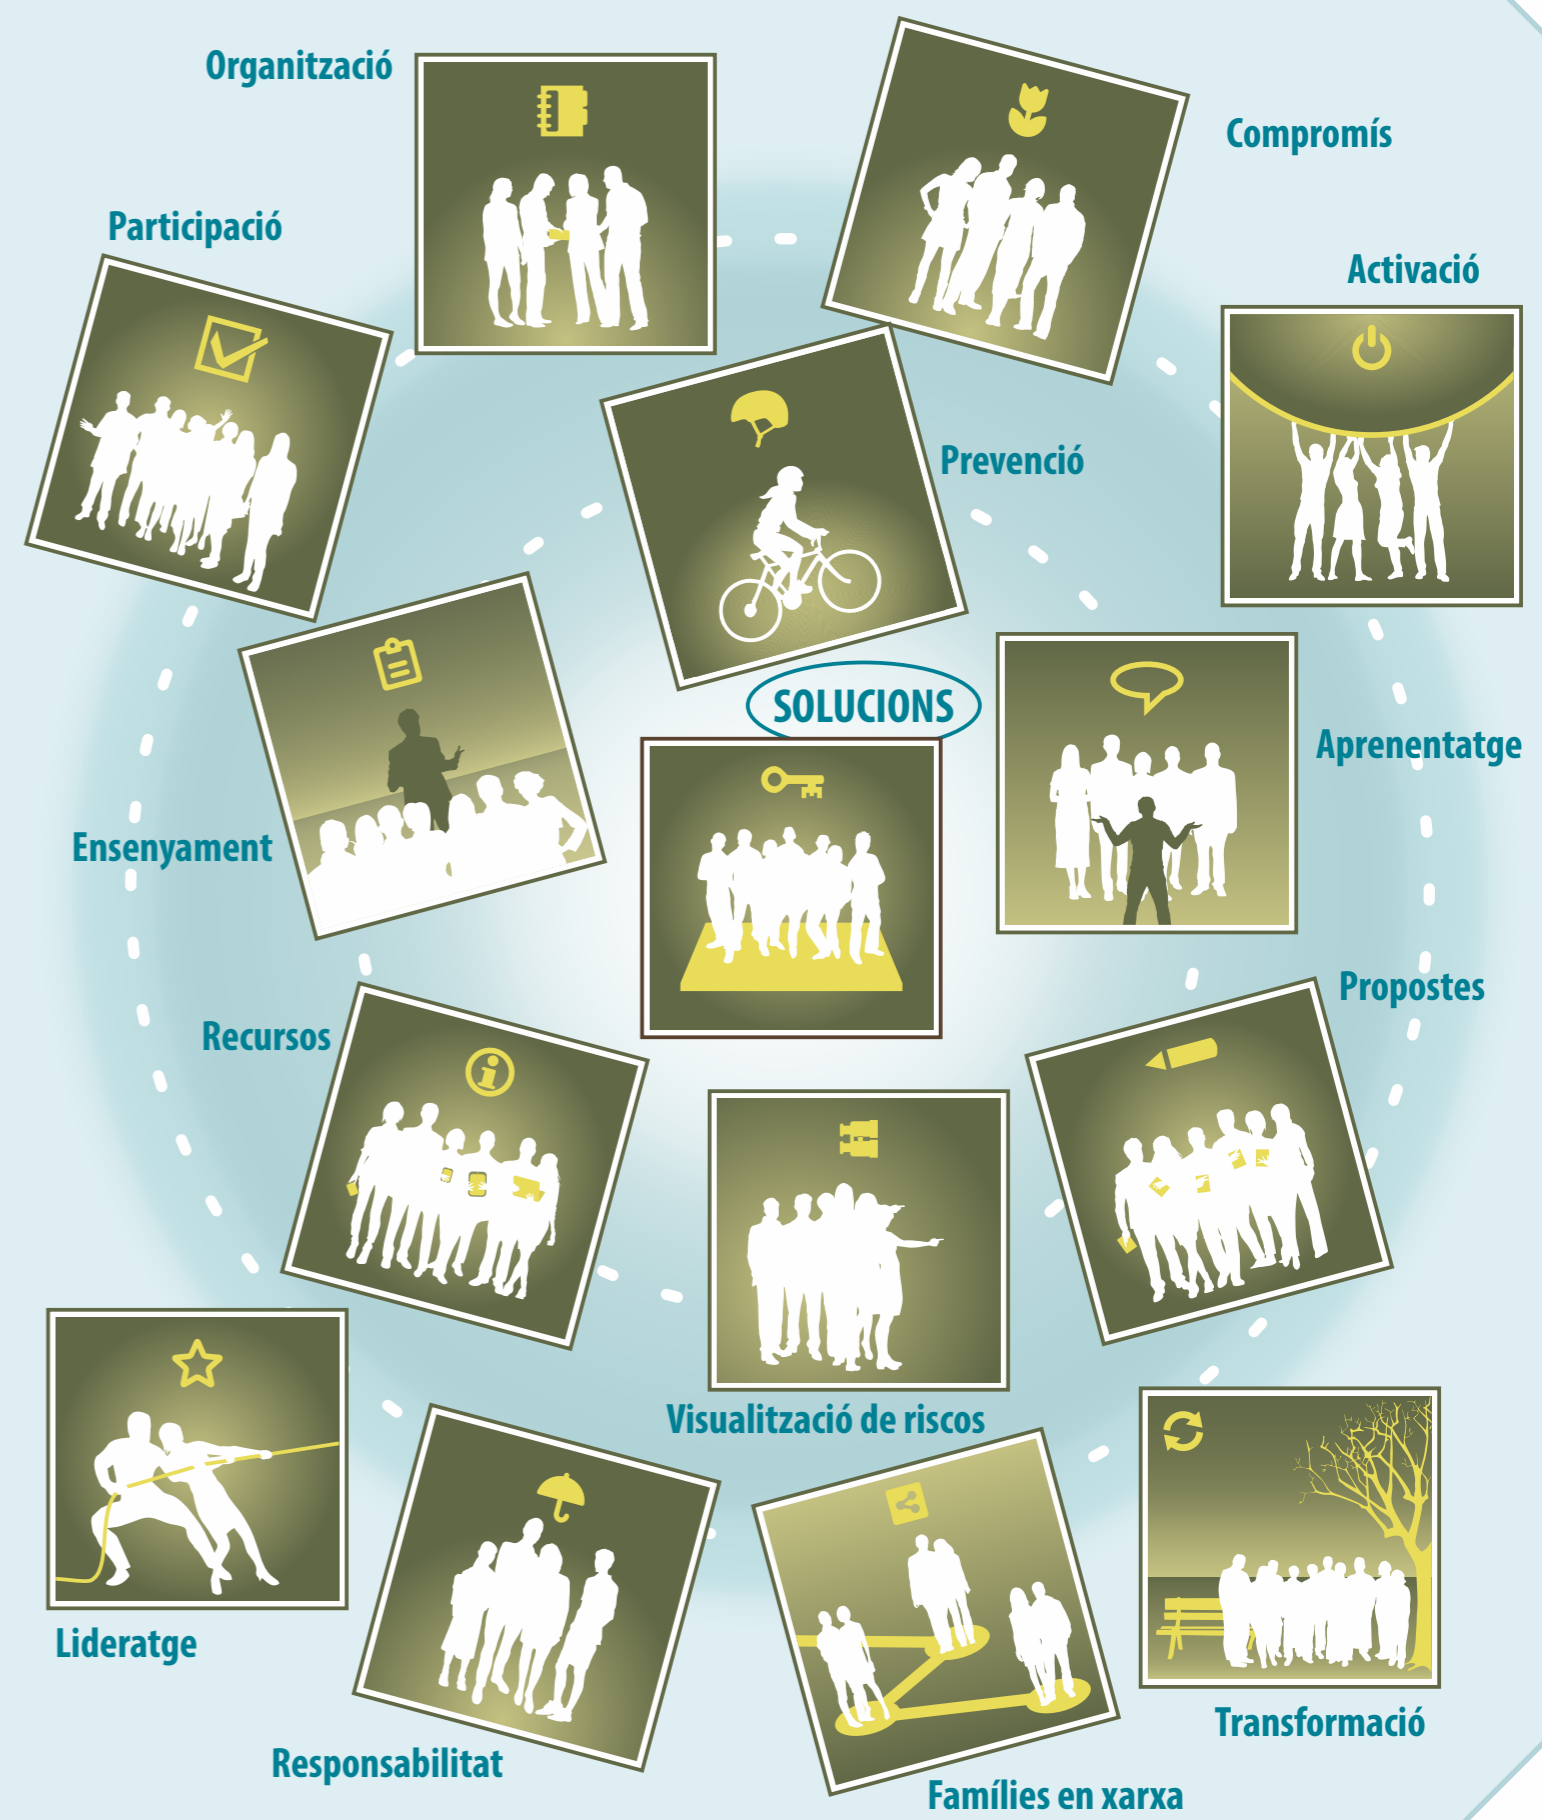 Organització
Compromís
Participació
Activació
Prevenció
SOLUCIONS
Aprenentatge
Ensenyament
Propostes
Recursos
Visualització de riscos
Lideratge
Transformació
Responsabilitat
Famílies en xarxa